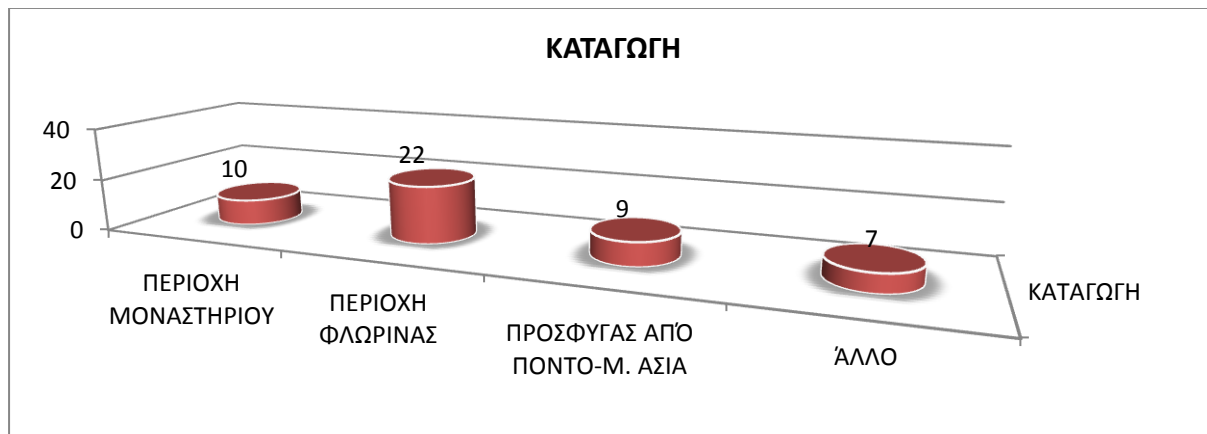 ΚΑΤΑΓΩΓΗ
40
20
0
10
22
9
7
ΠΕΡΙΟΧΗ
ΜΟΝΑΣΤΗΡΙΟΥ
ΠΕΡΙΟΧΗ
ΦΛΩΡΙΝΑΣ
ΠΡΟΣΦΥΓΑΣ ΑΠΌ
ΠΟΝΤΟ-Μ. ΑΣΙΑ
ΆΛΛΟ
ΚΑΤΑΓΩΓΗ